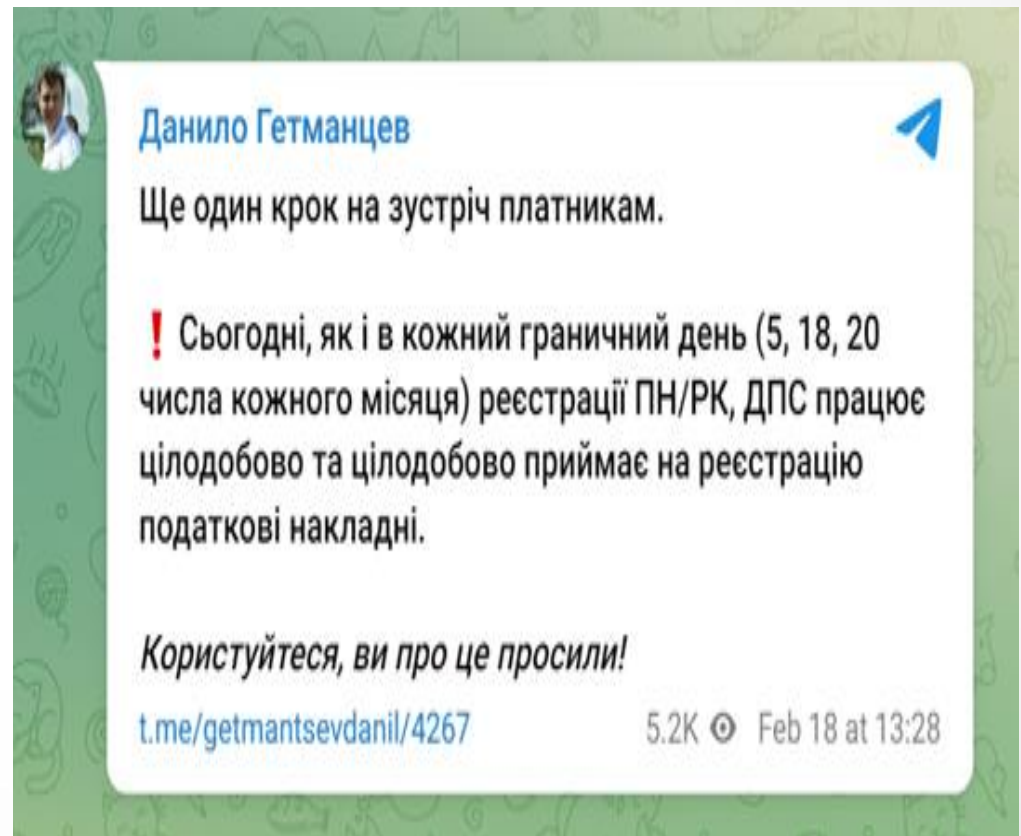 Данило Гетманцев
Ще один крок на зустріч платникам.
❗ Сьогодні, як і в кожний граничний день (5, 18, 20
числа кожного місяця) реєстрації ПН/РК, ДПС працює
цілодобово та цілодобово приймає на реєстрацію
податкові накладні.
Користуйтеся, ви про це просили!
t.me/getmantsevdanil/4267 5.2K Feb 18 at 13:28